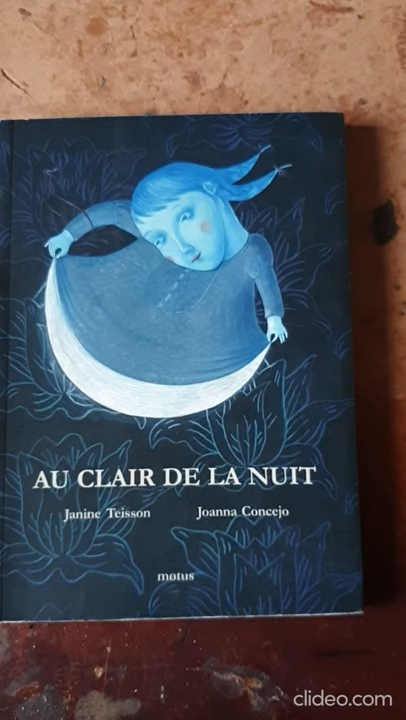 AU CLAIR DE LA NUIT
Janine Teisson Joanna Concejo
motus
clideo.com